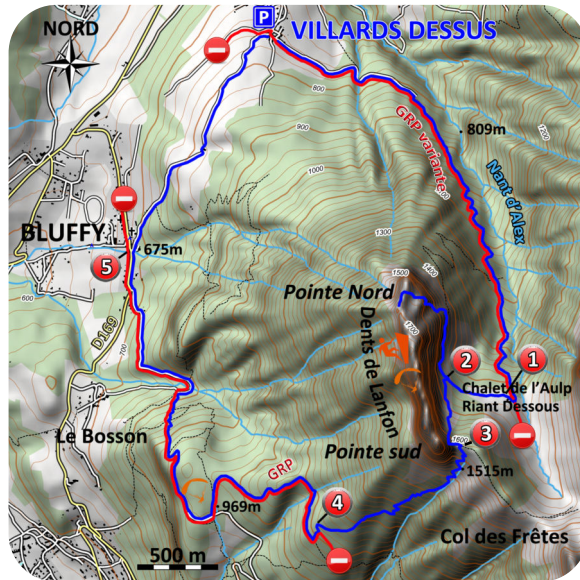 P
NORD
VILLARDS DESSUS
800
900
809m
1200
GRP variante
1000
Nant d'Alex
BLUFFY
675m
5
1300
1400
1500
Pointe Nord
600
1700
D169
700
Dents de Lanfon
2
1
Chalet de l'Aulp
Riant Dessous
3
Le Bosson
Pointe sud
1600
1515m
GRP
4
969m
500 m
Col des Frêtes